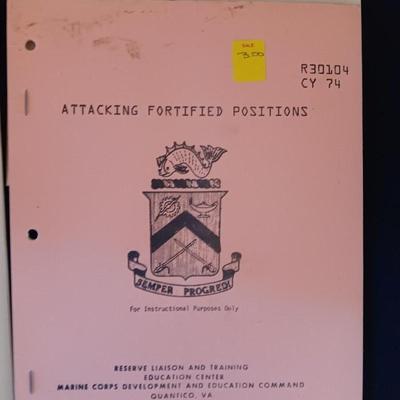 SALE
3.00
R30104
CY 74
ATTACKING FORTIFIED POSITIONS
SEMPER PROGREDI
For Instructional Purposes Only
RESERVE LIAISON AND TRAINING
EDUCATION CENTER
MARINE CORPS DEVELOPMENT AND EDUCATION COMMAND
QUANTICO, VA